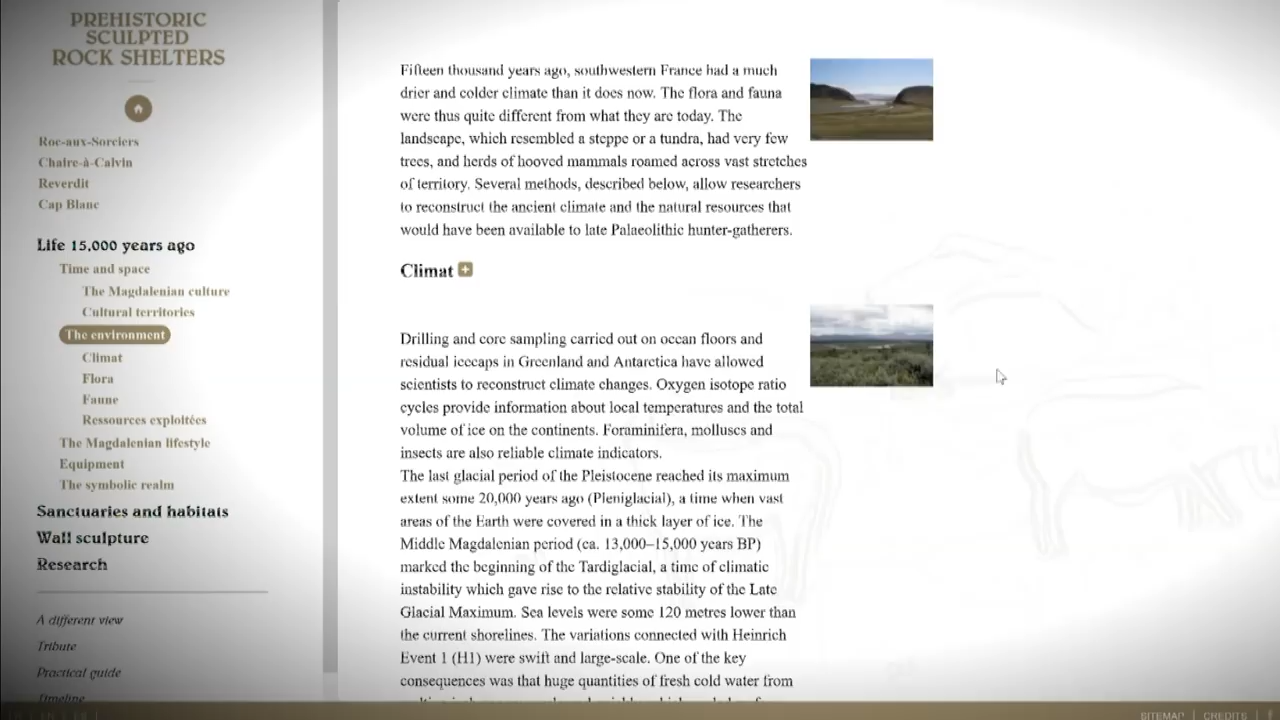 PREHISTORIC
SCULPTED
ROCK SHELTERS
Roc-aux-Sorciers
Chaire-à-Calvin
Reverdit
Cap Blanc
Life 15,000 years ago
Time and space
The Magdalenian culture
Cultural territories
The environment
Climat
Flora
Faune
Ressources exploitées
The Magdalenian lifestyle
Equipment
The symbolic realm
Sanctuaries and habitats
Wall sculpture
Research
A different view
Tribute
Practical guide
Timeline
Fifteen thousand years ago, southwestern France had a much
drier and colder climate than it does now. The flora and fauna
were thus quite different from what they are today. The
landscape, which resembled a steppe or a tundra, had very few
trees, and herds of hooved mammals roamed across vast stretches
of territory. Several methods, described below, allow researchers
to reconstruct the ancient climate and the natural resources that
would have been available to late Palaeolithic hunter-gatherers.
Climat
Drilling and core sampling carried out on ocean floors and
residual icecaps in Greenland and Antarctica have allowed
scientists to reconstruct climate changes. Oxygen isotope ratio
cycles provide information about local temperatures and the total
volume of ice on the continents. Foraminifera, molluscs and
insects are also reliable climate indicators.
The last glacial period of the Pleistocene reached its maximum
extent some 20,000 years ago (Pleniglacial), a time when vast
areas of the Earth were covered in a thick layer of ice. The
Middle Magdalenian period (ca. 13,000–15,000 years BP)
marked the beginning of the Tardiglacial, a time of climatic
instability which gave rise to the relative stability of the Late
Glacial Maximum. Sea levels were some 120 metres lower than
the current shorelines. The variations connected with Heinrich
Event 1 (H1) were swift and large-scale. One of the key
consequences was that huge quantities of fresh cold water from
SITEMAP | CREDITS |